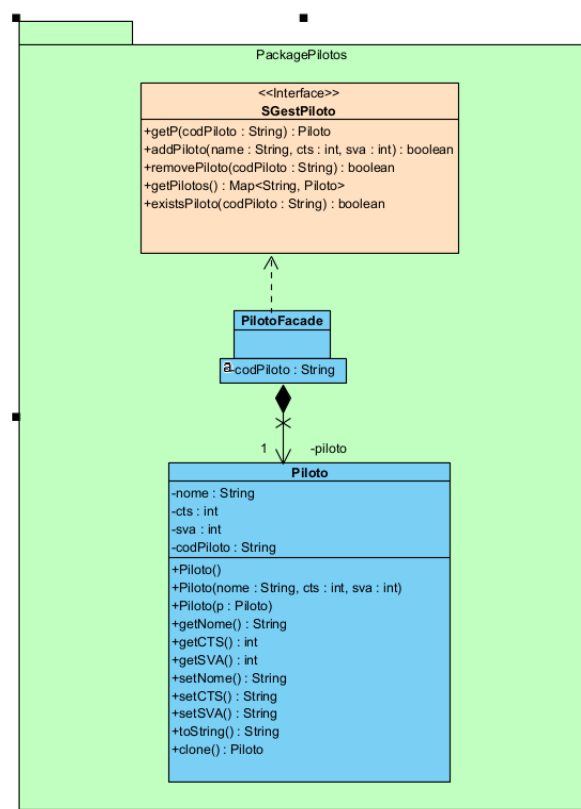 PackagePilotos
<<Interface>>
SGestPiloto
+getP(codPiloto : String) : Piloto
+addPiloto(name : String, cts : int, sva : int) : boolean
+removePiloto(codPiloto : String) : boolean
+getPilotos() : Map<String, Piloto>
+existsPiloto(codPiloto : String) : boolean
PilotoFacade
a
-codPiloto : String
1 -piloto
Piloto
-nome : String
-cts : int
-sva : int
-codPiloto : String
+Piloto()
+Piloto(nome : String, cts : int, sva : int)
+Piloto(p : Piloto)
+getNome() : String
+getCTS() : int
+getSVA() : int
+setNome() : String
+setCTS() : String
+setSVA() : String
+toString() : String
+clone() : Piloto